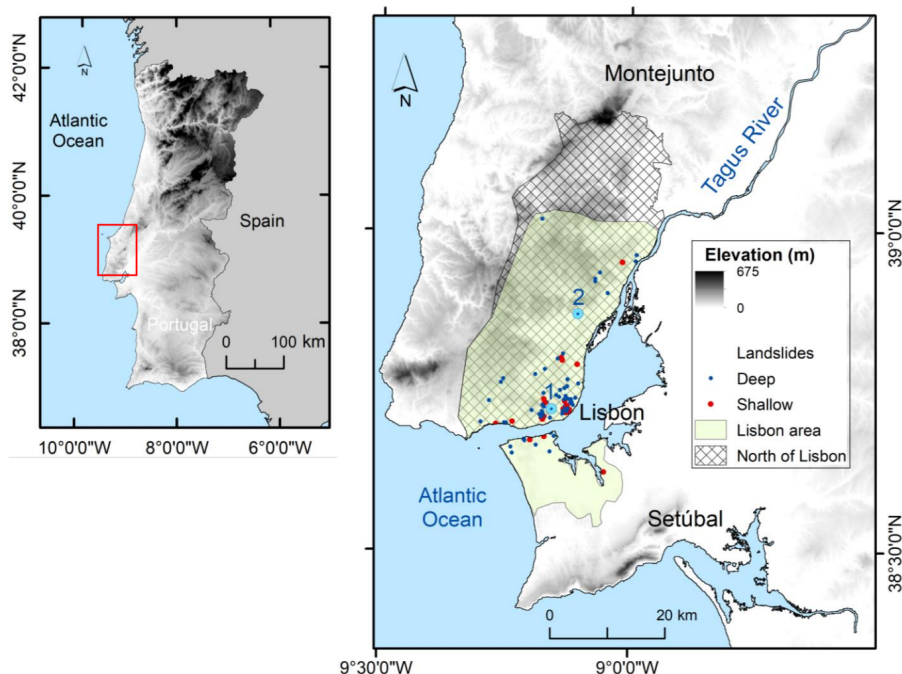 42°0'0"N
40°0'0"N
38°0'0"N
N
Atlantic
Ocean
Spain
Portugal
0 100 km
10°0'0"W 8°0'0"W 6°0'0"W
N
Montejunto
Tagus River
39°0'0"N
38°30'0"N
Elevation (m)
675
0
Landslides
Deep
Shallow
Lisbon area
North of Lisbon
2
1
Lisbon
Atlantic
Ocean
Setúbal
0 20 km
9°30'0"W 9°0'0"W